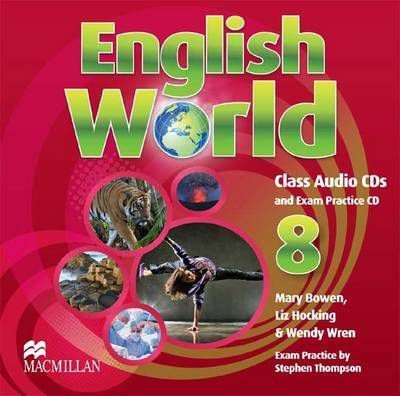 English
World
Class Audio CDs
and Exam Practice CD
8
Mary Bowen,
Liz Hocking
& Wendy Wren
Exam Practice by
Stephen Thompson
MACMILLAN